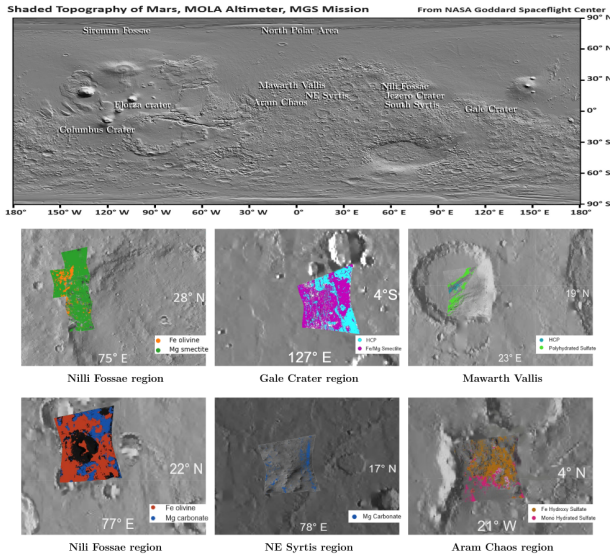 Shaded Topography of Mars, MOLA Altimeter, MGS Mission
From NASA Goddard Spaceflight Center
Sirenum Fossae
North Polar Area
Mawarth Vallis
NE Syrtis
Aram Chaos
Nili Fossae
Jezero Crater
South Syrtis
Gale Crater
Elorza crater
Columbus Crater
90° N
60° N
30° N
0°
30° S
60° S
90° S
180° 150° W 120° W 90° W 60° W 30° W 0° 30° E 60° E 90° E 120° E 150° E 180°
28° N
75° E
Fe olivine
Mg smectite
Nilli Fossae region
4°S
127° E
HCP
Fe/Mg Smectite
Gale Crater region
19° N
23° E
HCP
Polyhydrated Sulfate
Mawarth Vallis
22° N
77° E
Fe olivine
Mg carbonate
Nili Fossae region
17° N
78° E
Mg Carbonate
NE Syrtis region
4° N
21° W
Fe Hydroxy Sulfate
Mono Hydrated Sulfate
Aram Chaos region